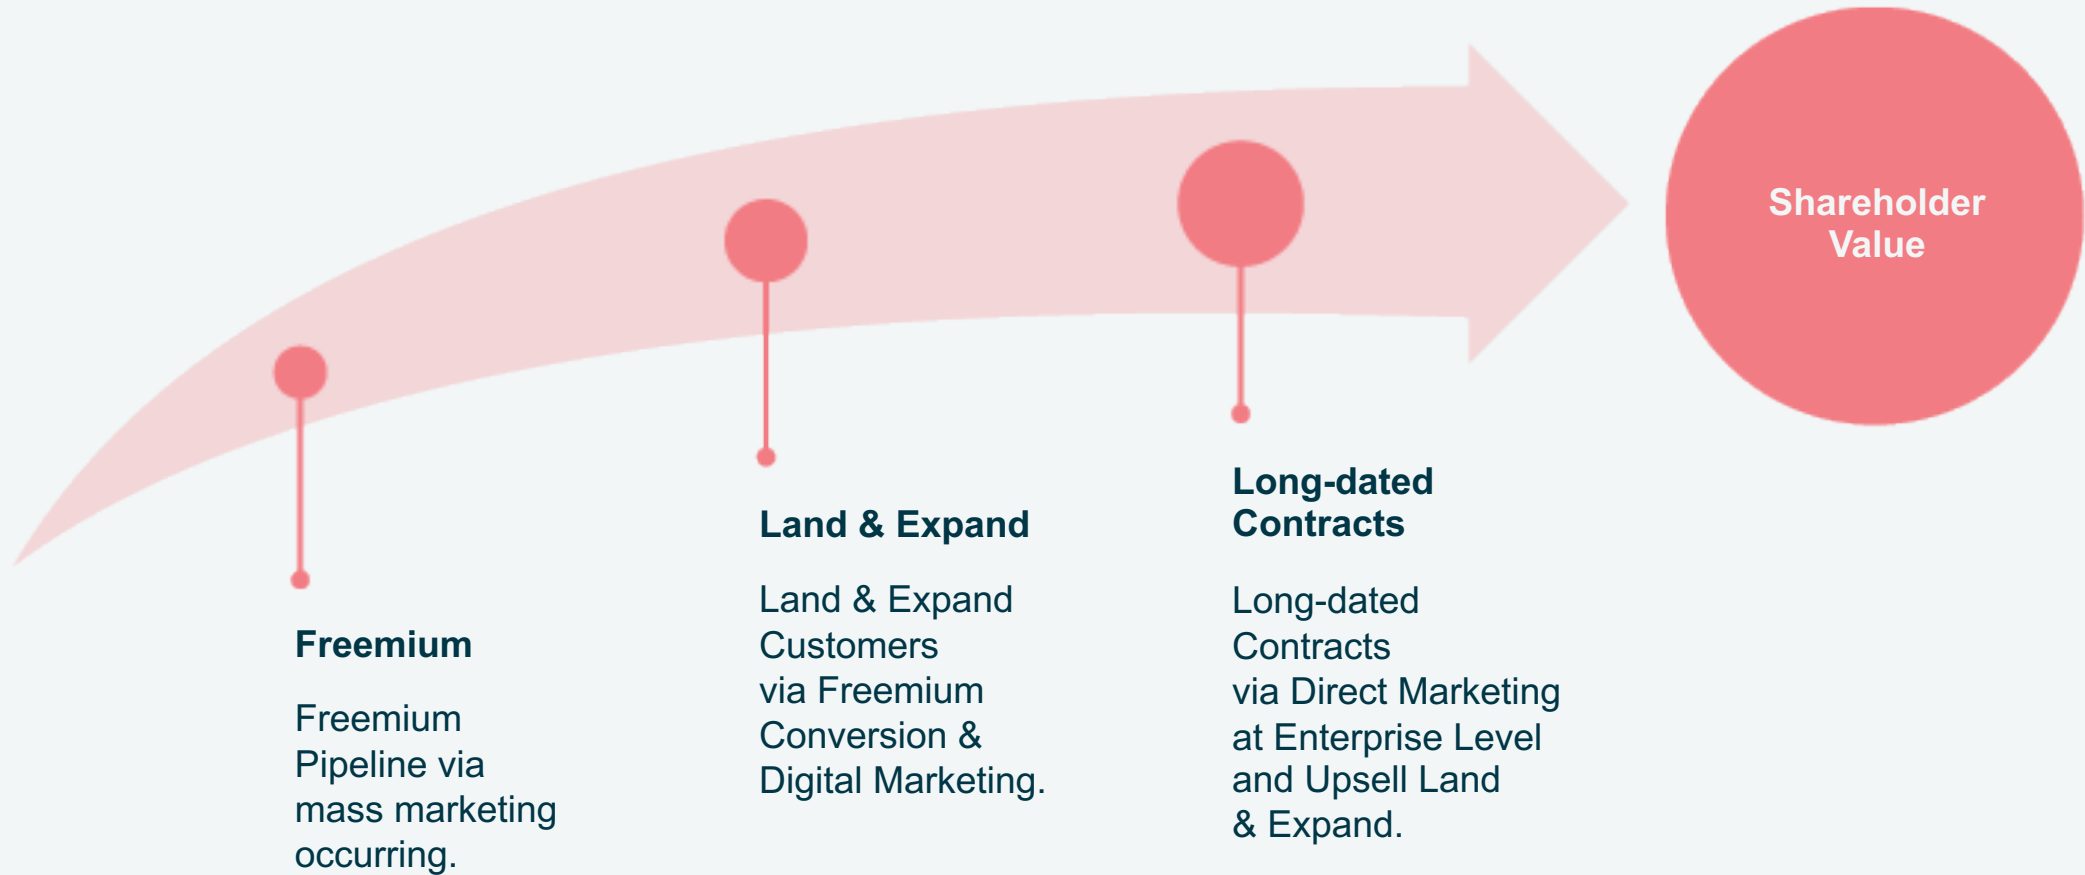 Shareholder
Value
Freemium
Freemium
Pipeline via
mass marketing
occurring.
Land & Expand
Land & Expand
Customers
via Freemium
Conversion &
Digital Marketing.
Long-dated
Contracts
Long-dated
Contracts
via Direct Marketing
at Enterprise Level
and Upsell Land
& Expand.